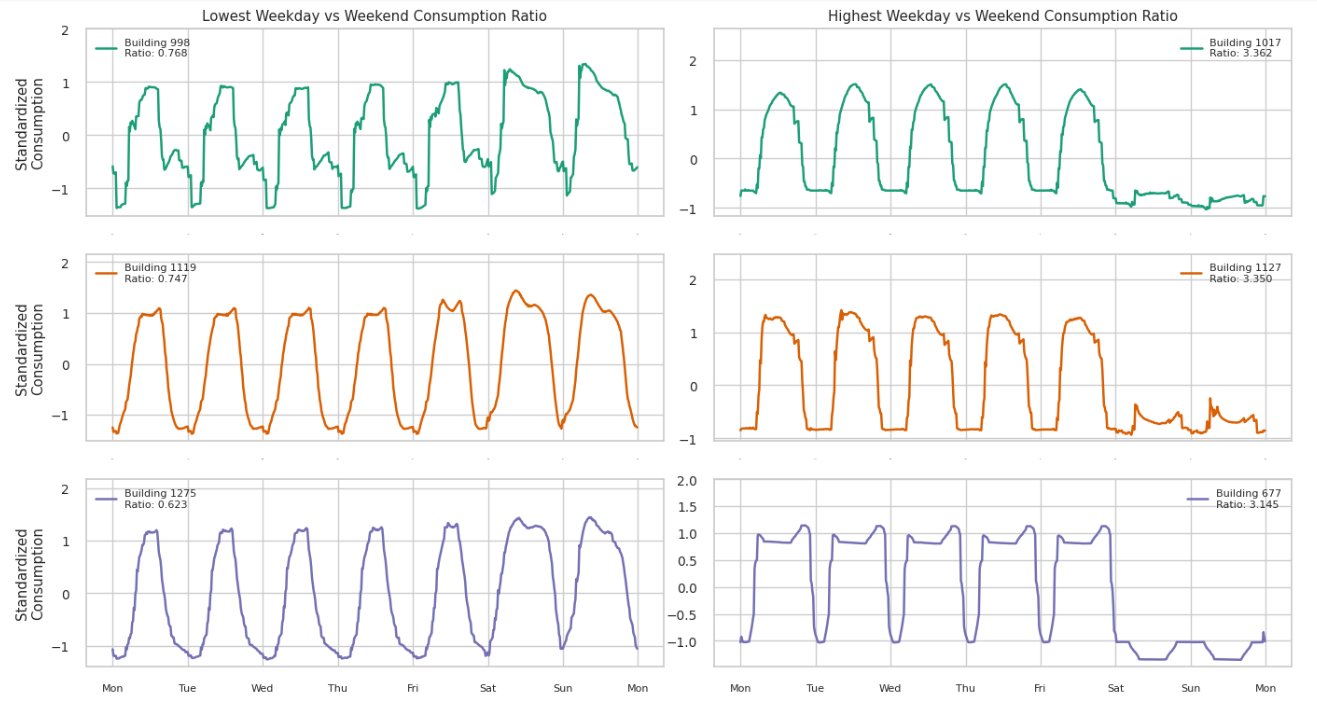 Lowest Weekday vs Weekend Consumption Ratio
Highest Weekday vs Weekend Consumption Ratio
Standardized
Consumption
2
1
0
−1
Building 998
Ratio: 0.768
2
1
0
−1
Building 1017
Ratio: 3.362
Standardized
Consumption
2
1
0
−1
Building 1119
Ratio: 0.747
2
1
0
−1
Building 1127
Ratio: 3.350
Standardized
Consumption
2
1
0
−1
Building 1275
Ratio: 0.623
2.0
1.5
1.0
0.5
0.0
−0.5
−1.0
Building 677
Ratio: 3.145
Mon Tue Wed Thu Fri Sat Sun Mon
Mon Tue Wed Thu Fri Sat Sun Mon